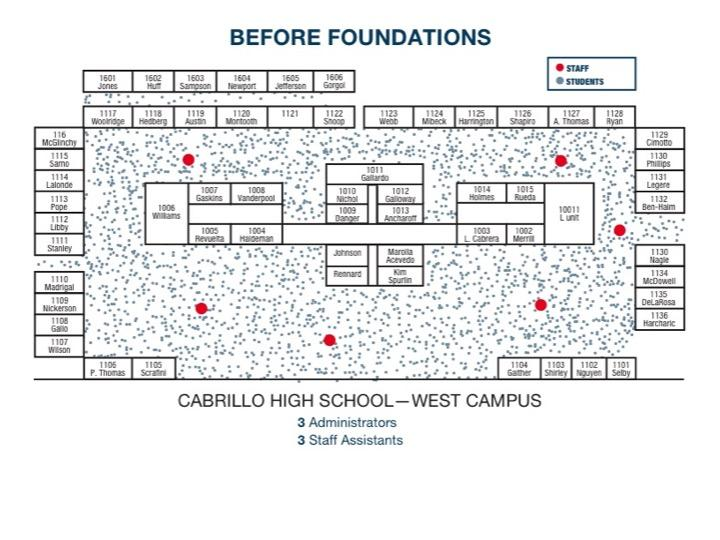 BEFORE FOUNDATIONS
STAFF
STUDENTS
1601
Jones
1602
Huff
1603
Sampson
1604
Newport
1605
Jefferson
1606
Gorgol
1117
Woolridge
1118
Hedberg
1119
Austin
1120
Montooth
1121
1122
Shoop
1123
Webb
1124
Mibeck
1125
Harrington
1126
Shapiro
1127
A. Thomas
1128
Ryan
116
McGlinchy
1115
Sarno
1114
Lalonde
1113
Pope
1112
Libby
1111
Stanley
1110
Madrigal
1109
Nickerson
1108
Gallo
1107
Wilson
1106
P. Thomas
1105
Scrafini
1006
Williams
1007
Gaskins
1008
Vanderpool
1005
Revuelta
1004
Haldeman
1011
Gallardo
1010
Nichol
1012
Galloway
1009
Danger
1013
Ancharoff
Johnson
Marolla
Acevedo
Rennard
Kim
Spurlin
1014
Holmes
1015
Rueda
1003
L. Cabrera
1002
Merrill
10011
L unit
1129
Cimotto
1130
Phillips
1131
Legere
1132
Ben-Haim
1130
Nagle
1134
McDowell
1135
DeLaRosa
1136
Harcharic
1104
Gaither
1103
Shirley
1102
Nguyen
1101
Selby
CABRILLO HIGH SCHOOL—WEST CAMPUS
3 Administrators
3 Staff Assistants